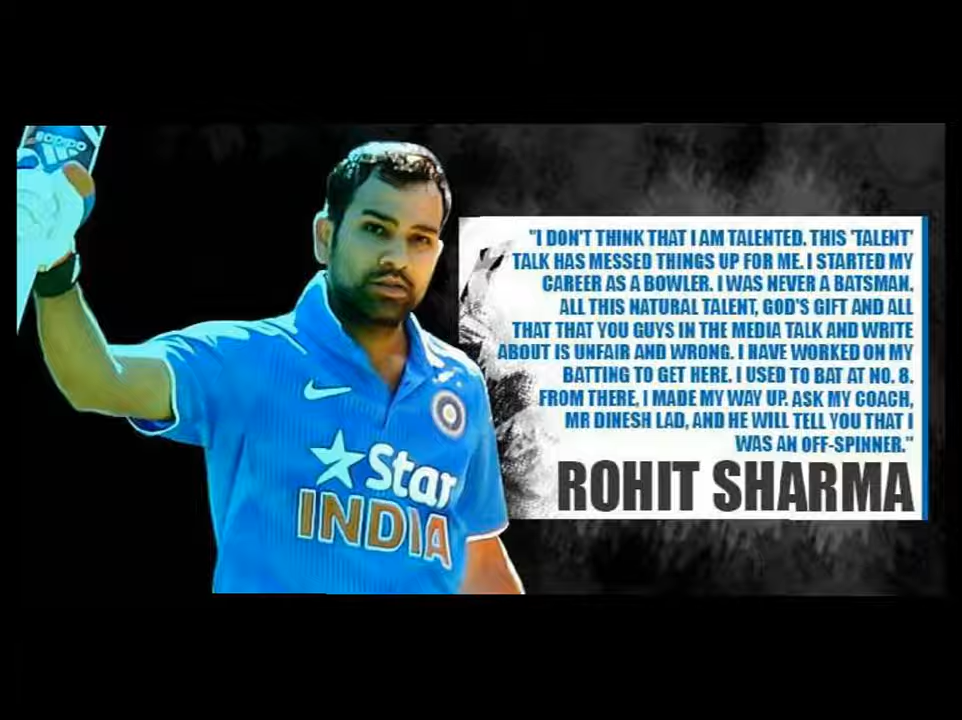 adidas
"I DON'T THINK THAT I AM TALENTED. THIS 'TALENT'
TALK HAS MESSED THINGS UP FOR ME. I STARTED MY
CAREER AS A BOWLER. I WAS NEVER A BATSMAN.
ALL THIS NATURAL TALENT, GOD'S GIFT AND ALL
THAT THAT YOU GUYS IN THE MEDIA TALK AND WRITE
ABOUT IS UNFAIR AND WRONG. I HAVE WORKED ON MY
BATTING TO GET HERE. I USED TO BAT AT NO. 8.
FROM THERE, I MADE MY WAY UP. ASK MY COACH,
MR DINESH LAD, AND HE WILL TELL YOU THAT I
WAS AN OFF-SPINNER."
ROHIT SHARMA
Star
INDIA